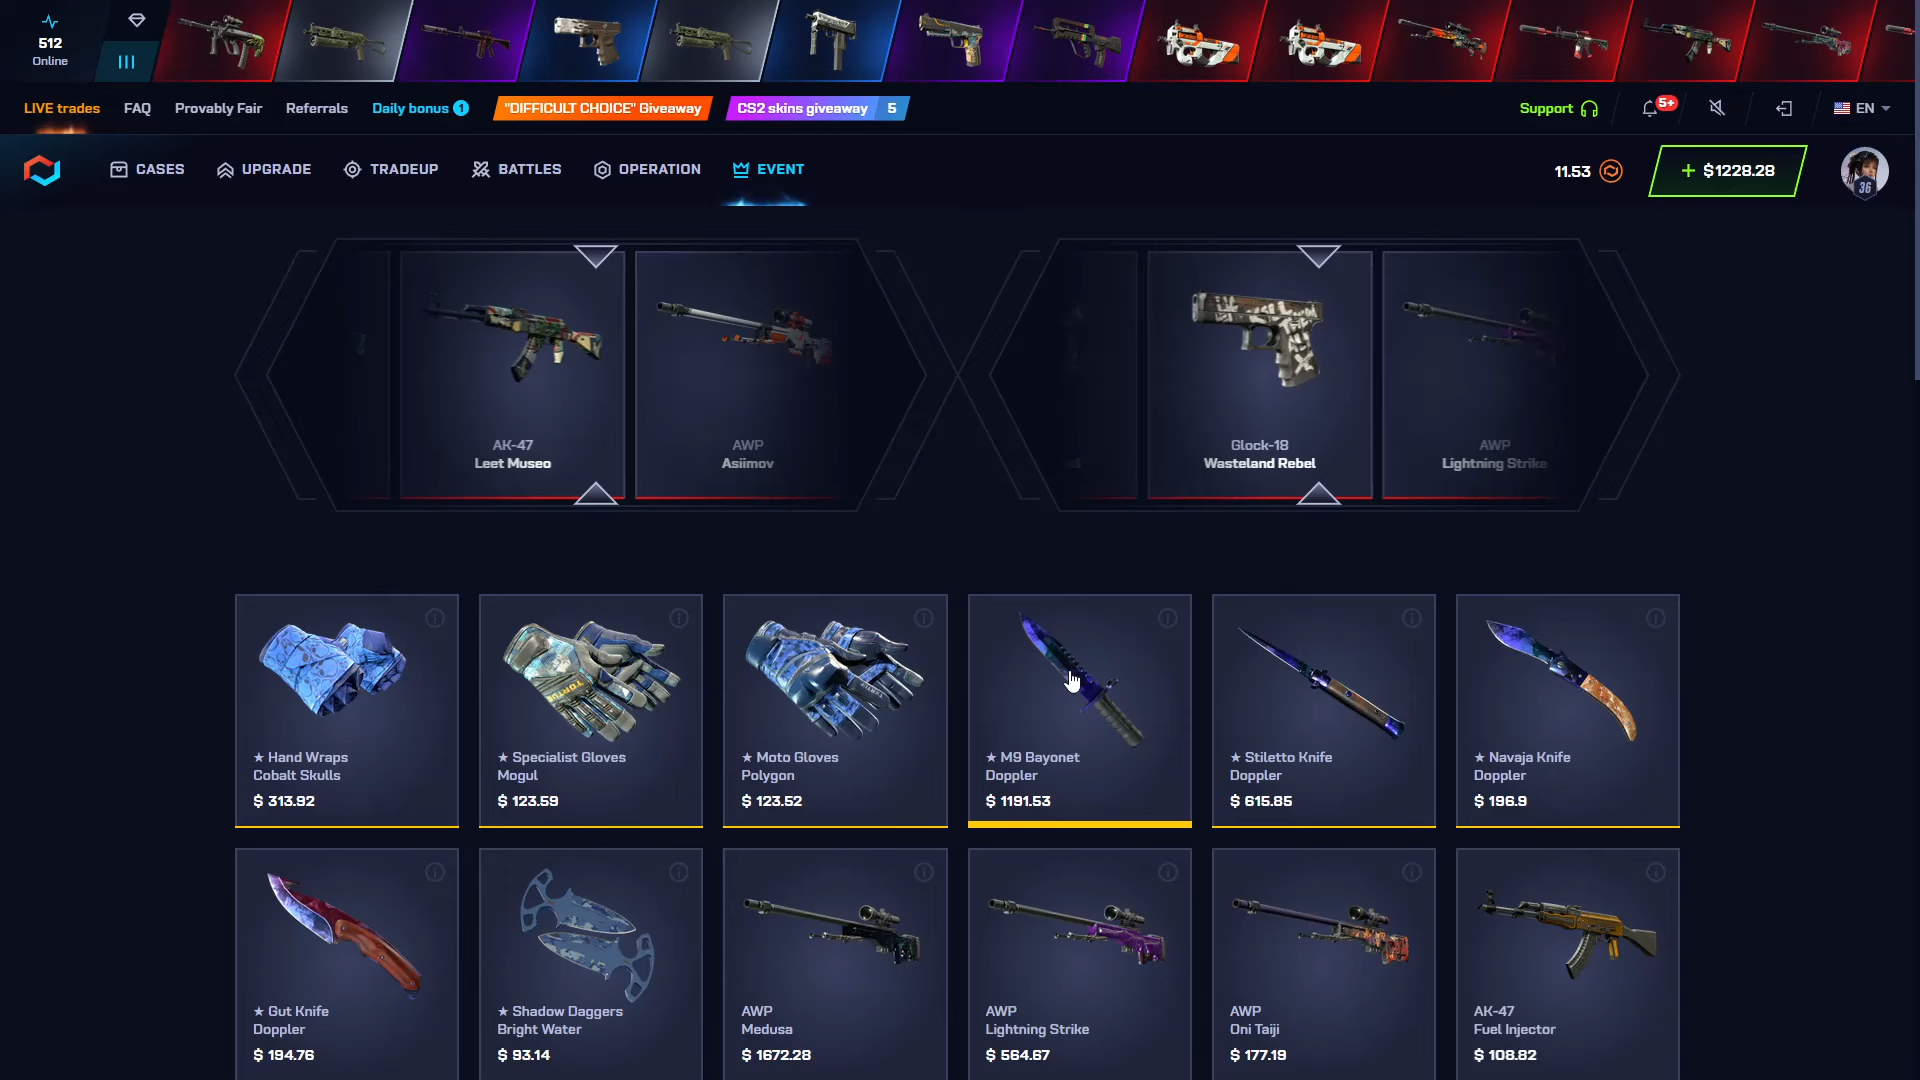 512
Online
LIVE trades
FAQ
Provably Fair
Referrals
Daily bonus 1
"DIFFICULT CHOICE" Giveaway
CS2 skins giveaway 5
Support
5+
EN
CASES
UPGRADE
TRADEUP
BATTLES
OPERATION
EVENT
11.53
+ $1228.28
36
AK-47
Leet Museo
AWP
Asiimov
Glock-18
Wasteland Rebel
AWP
Lightning Strike
★ Hand Wraps
Cobalt Skulls
$ 313.92
★ Specialist Gloves
Mogul
$ 123.59
★ Moto Gloves
Polygon
$ 123.52
★ M9 Bayonet
Doppler
$ 1191.53
★ Stiletto Knife
Doppler
$ 615.85
★ Navaja Knife
Doppler
$ 196.9
★ Gut Knife
Doppler
$ 194.76
★ Shadow Daggers
Bright Water
$ 93.14
AWP
Medusa
$ 1672.28
AWP
Lightning Strike
$ 564.67
AWP
Oni Taiji
$ 177.19
AK-47
Fuel Injector
$ 108.82